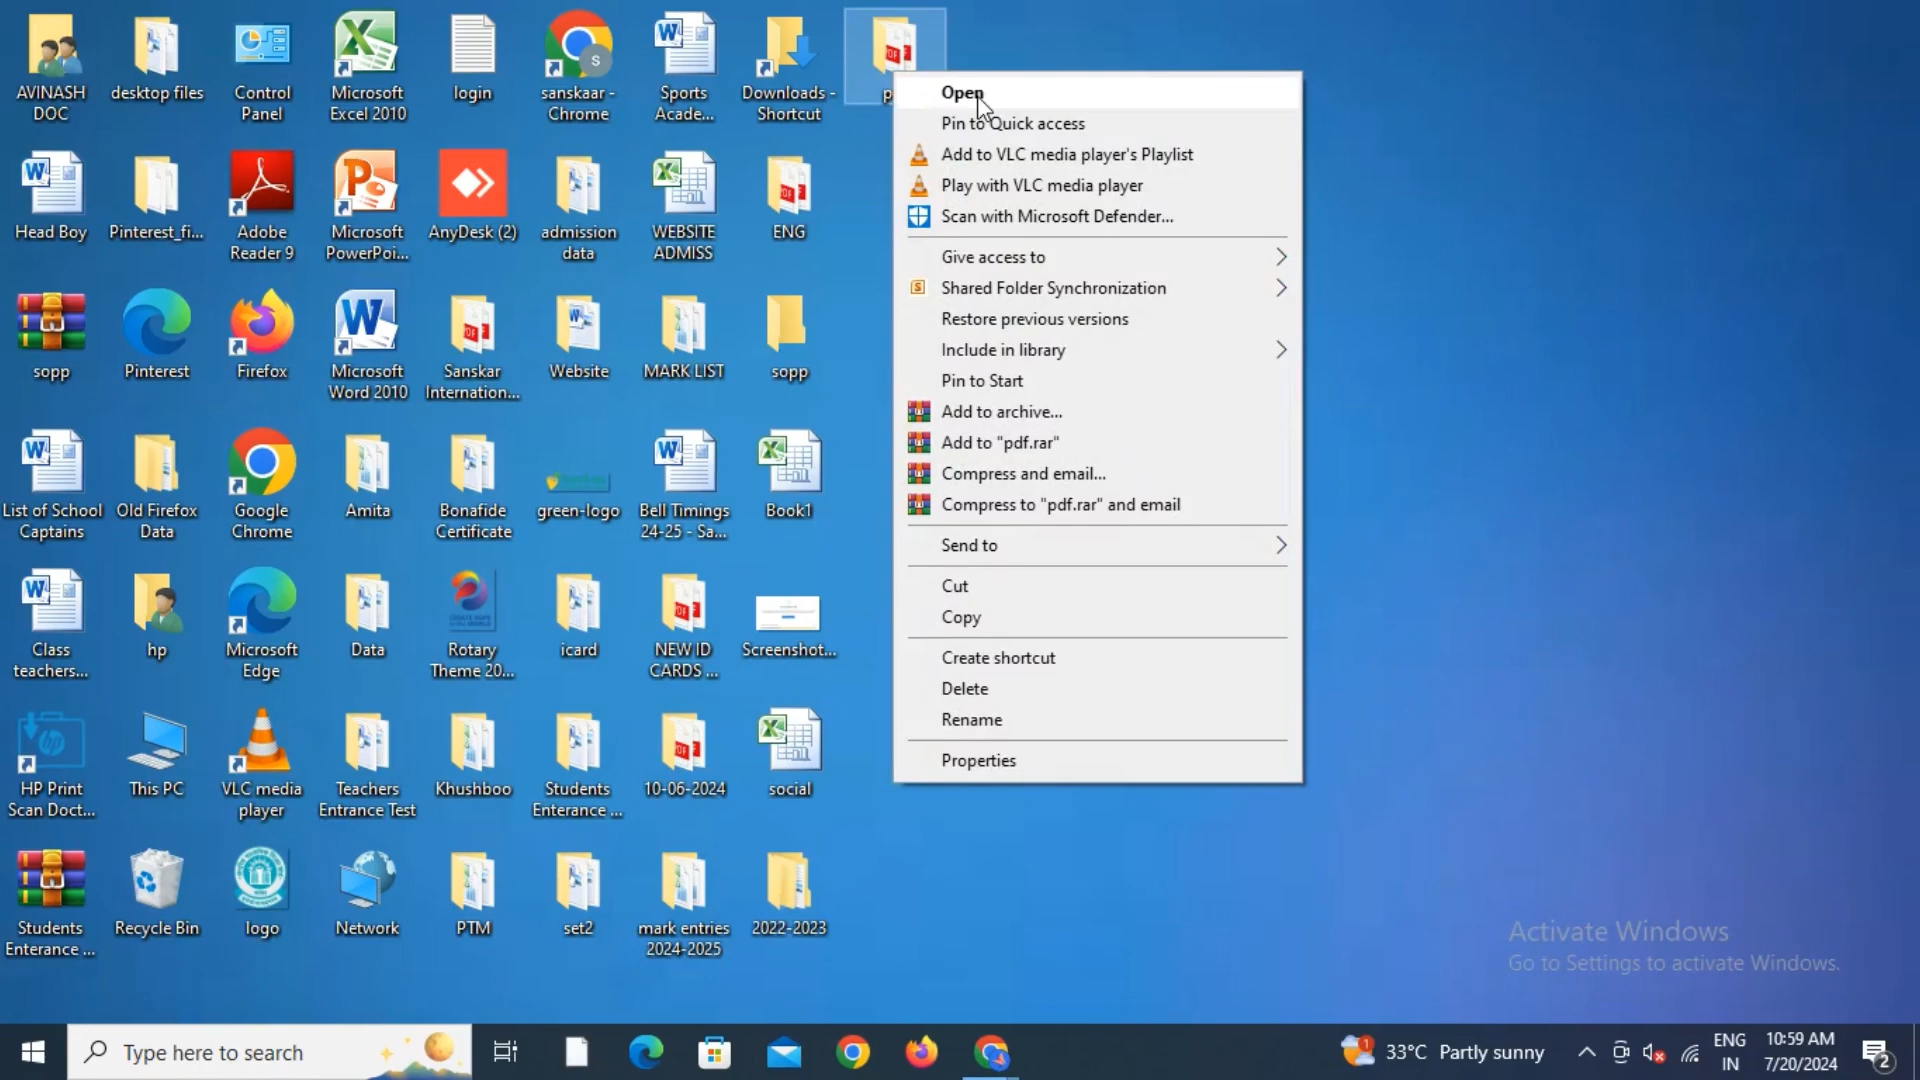 AVINASH
DOC
desktop files
Control
Panel
Microsoft
Excel 2010
login
sanskaar -
Chrome
Sports
Acade...
Downloads -
Shortcut
Head Boy
Pinterest_fi...
Adobe
Reader 9
Microsoft
PowerPoi...
AnyDesk (2)
admission
data
WEBSITE
ADMISS
ENG
sopp
Pinterest
Firefox
Microsoft
Word 2010
Sanskar
Internation...
Website
MARK LIST
sopp
List of School
Captains
Old Firefox
Data
Google
Chrome
Amita
Bonafide
Certificate
green-logo
Bell Timings
24-25 - Sa...
Book1
Class
teachers...
hp
Microsoft
Edge
Data
Rotary
Theme 20...
icard
NEW ID
CARDS ...
Screenshot...
HP Print
Scan Doct...
This PC
VLC media
player
Teachers
Entrance Test
Khushboo
Students
Enterance ...
10-06-2024
social
Students
Enterance ...
Recycle Bin
logo
Network
PTM
set2
mark entries
2024-2025
2022-2023
Open
Pin to Quick access
Add to VLC media player's Playlist
Play with VLC media player
Scan with Microsoft Defender...
Give access to
Shared Folder Synchronization
Restore previous versions
Include in library
Pin to Start
Add to archive...
Add to "pdf.rar"
Compress and email...
Compress to "pdf.rar" and email
Send to
Cut
Copy
Create shortcut
Delete
Rename
Properties
Activate Windows
Go to Settings to activate Windows.
Type here to search
33°C Partly sunny
ENG
IN
10:59 AM
7/20/2024
2